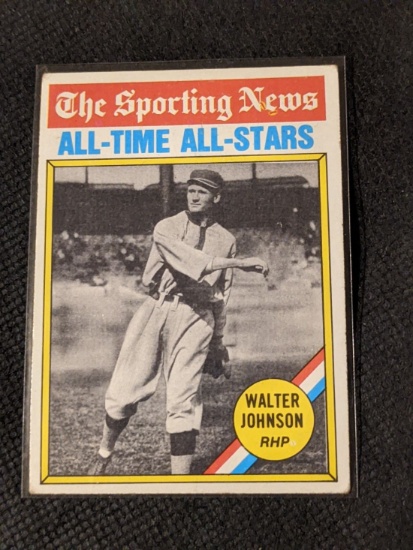 The Sporting News
ALL-TIME ALL-STARS
WALTER
JOHNSON
RHP